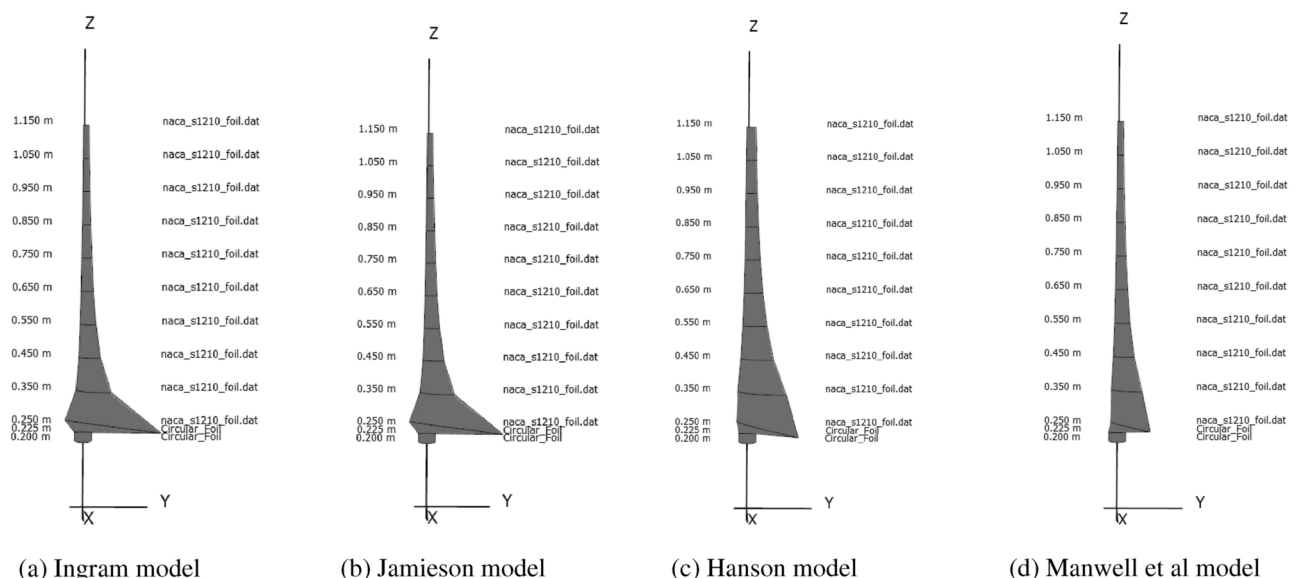 Z
1.150 m naca_s1210_foil.dat
1.050 m naca_s1210_foil.dat
0.950 m naca_s1210_foil.dat
0.850 m naca_s1210_foil.dat
0.750 m naca_s1210_foil.dat
0.650 m naca_s1210_foil.dat
0.550 m naca_s1210_foil.dat
0.450 m naca_s1210_foil.dat
0.350 m naca_s1210_foil.dat
0.250 m naca_s1210_foil.dat
0.225 m Circular_Foil
0.200 m Circular_Foil
Y
X
(a) Ingram model
Z
1.150 m naca_s1210_foil.dat
1.050 m naca_s1210_foil.dat
0.950 m naca_s1210_foil.dat
0.850 m naca_s1210_foil.dat
0.750 m naca_s1210_foil.dat
0.650 m naca_s1210_foil.dat
0.550 m naca_s1210_foil.dat
0.450 m naca_s1210_foil.dat
0.350 m naca_s1210_foil.dat
0.250 m naca_s1210_foil.dat
0.225 m Circular_Foil
0.200 m Circular_Foil
Y
X
(b) Jamieson model
Z
1.150 m naca_s1210_foil.dat
1.050 m naca_s1210_foil.dat
0.950 m naca_s1210_foil.dat
0.850 m naca_s1210_foil.dat
0.750 m naca_s1210_foil.dat
0.650 m naca_s1210_foil.dat
0.550 m naca_s1210_foil.dat
0.450 m naca_s1210_foil.dat
0.350 m naca_s1210_foil.dat
0.250 m naca_s1210_foil.dat
0.225 m Circular_Foil
0.200 m Circular_Foil
Y
X
(c) Hanson model
Z
1.150 m naca_s1210_foil.dat
1.050 m naca_s1210_foil.dat
0.950 m naca_s1210_foil.dat
0.850 m naca_s1210_foil.dat
0.750 m naca_s1210_foil.dat
0.650 m naca_s1210_foil.dat
0.550 m naca_s1210_foil.dat
0.450 m naca_s1210_foil.dat
0.350 m naca_s1210_foil.dat
0.250 m naca_s1210_foil.dat
0.225 m Circular_Foil
0.200 m Circular_Foil
Y
X
(d) Manwell et al model